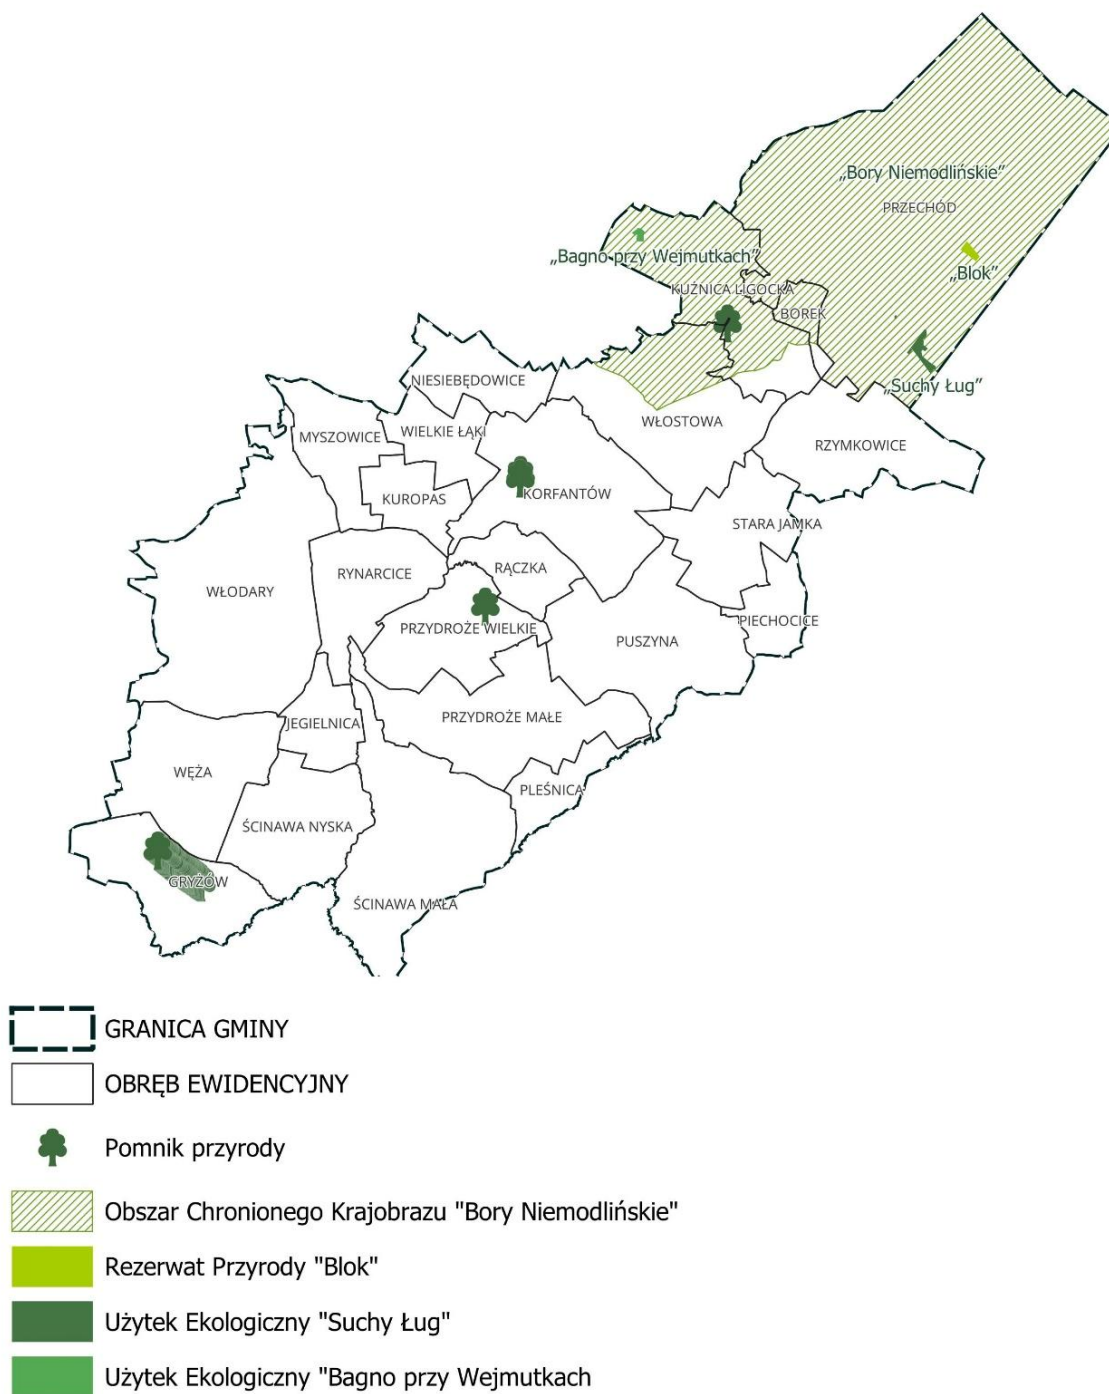 „Bory Niemodlińskie”
PRZECHÓD
„Bagno przy Wejmutkach”
„Blok”
KUŹNICA LIGOCKA
BOREK
NIESIEBĘDOWICE
„Suchy Ług”
WŁOSTOWA
WIELKIE ŁĄKI
MYSZOWICE
RZYMKOWICE
KUROPAS
KORFANTÓW
STARA JAMKA
RĄCZKA
RYNARCICE
WŁODARY
PIECHOCICE
PRZYDROŻE WIELKIE
PUSZYNA
PRZYDROŻE MAŁE
JEGIELNICA
WĘŻA
PLEŚNICA
ŚCINAWA NYSKA
GRYŻÓW
ŚCINAWA MAŁA
GRANICA GMINY
OBRĘB EWIDENCYJNY
Pomnik przyrody
Obszar Chronionego Krajobrazu "Bory Niemodlińskie"
Rezerwat Przyrody "Blok"
Użytek Ekologiczny "Suchy Ług"
Użytek Ekologiczny "Bagno przy Wejmutkach